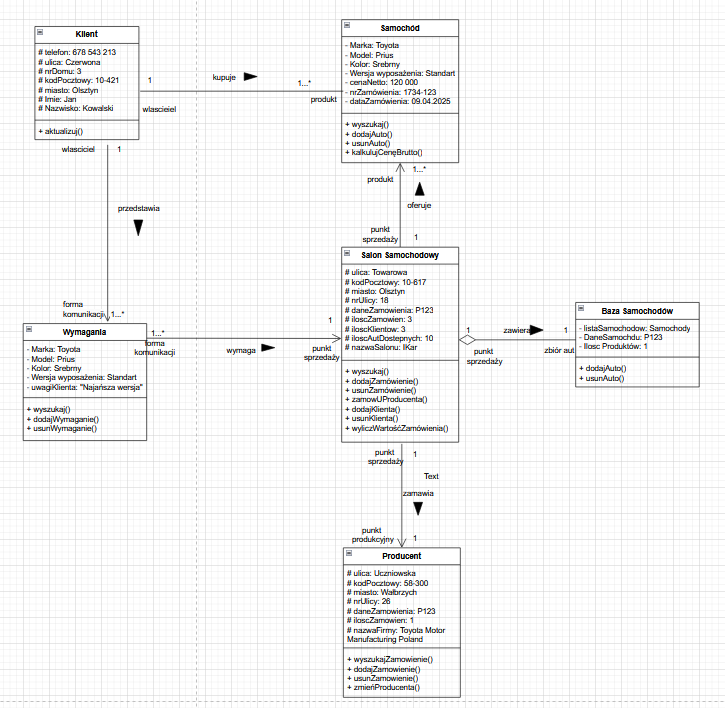 Klient
# telefon: 678 543 213
# ulica: Czerwona
# nrDomu: 3
# kodPocztowy: 10-421
# miasto: Olsztyn
# Imie: Jan
# Nazwisko: Kowalski
+ aktualizuj()
1
kupuje
1...*
wlascieiel
produkt
Samochód
- Marka: Toyota
- Model: Prius
- Kolor: Srebrny
- Wersja wyposażenia: Standart
- cenaNetto: 120 000
- nrZamówienia: 1734-123
- dataZamówienia: 09.04.2025
+ wyszukaj()
+ dodajAuto()
+ usunAuto()
+ kalkulujCenęBrutto()
wlasciciel
1
przedstawia
forma
komunikacji
1...*
produkt
1...*
oferuje
punkt
sprzedaży
1
Wymagania
- Marka: Toyota
- Model: Prius
- Kolor: Srebrny
- Wersja wyposażenia: Standart
- uwagiKlienta: "Najańsza wersja"
+ wyszukaj()
+ dodajWymaganie()
+ usunWymaganie()
1...*
forma
komunikacji
wymaga
1
punkt
sprzedaży
Salon Samochodowy
# ulica: Towarowa
# kodPocztowy: 10-617
# miasto: Olsztyn
# nrUlicy: 18
# daneZamowienia: P123
# iloscZamowien: 3
# iloscKlientow: 3
# iloscAutDostepnych: 10
# nazwaSalonu: IKar
+ wyszukaj()
+ dodajZamówienie()
+ usunZamówienie()
+ zamowUProducenta()
+ dodajKlienta()
+ usunKlienta()
+ wyliczWartośćZamówienia()
1
zawiera
1
punkt
sprzedaży
zbiór aut
Baza Samochodów
- listaSamochodow: Samochody
- DaneSamochdu: P123
- Ilosc Produktów: 1
+ dodajAuto()
+ usunAuto()
punkt
sprzedaży
1
Text
zamawia
punkt
produkcyjny
1
Producent
# ulica: Uczniowska
# kodPocztowy: 58-300
# miasto: Wałbrzych
# nrUlicy: 26
# daneZamowienia: P123
# iloscZamowien: 1
# nazwaFirmy: Toyota Motor
Manufacturing Poland
+ wyszukajZamowienie()
+ dodajZamowienie()
+ usunZamowienie()
+ zmieńProducenta()